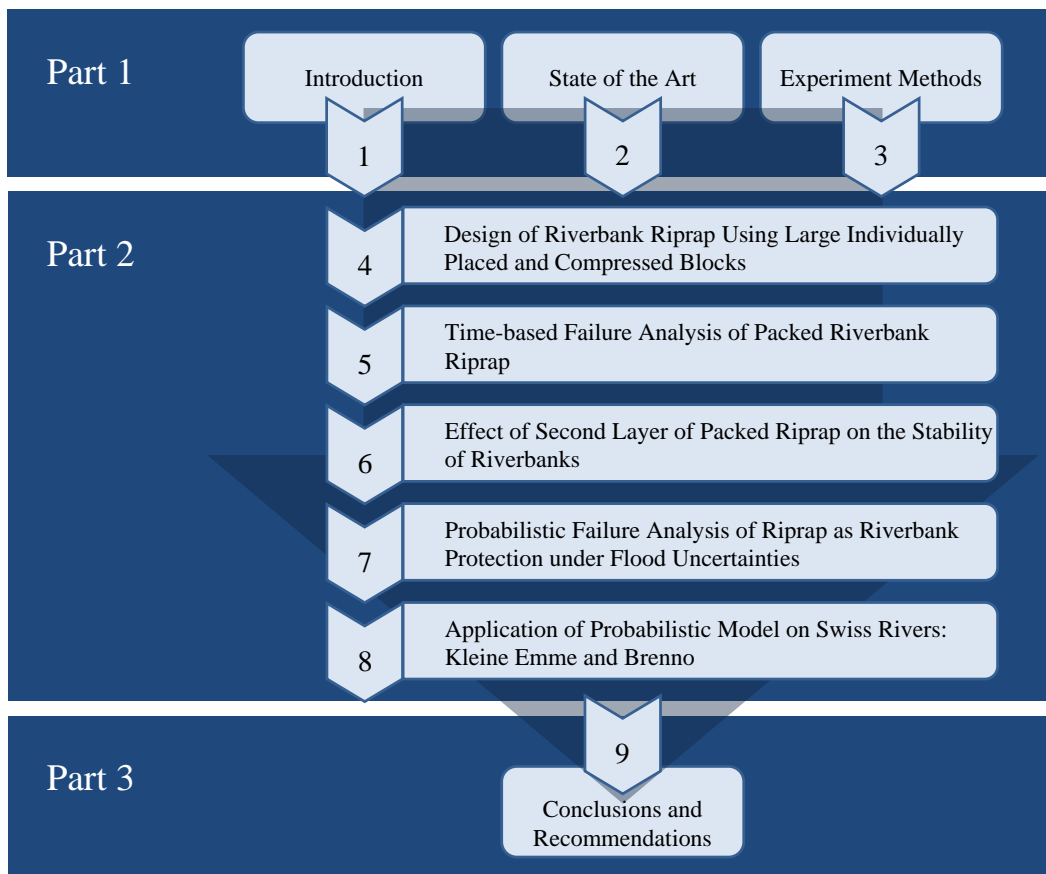 Part 1
Introduction
State of the Art
Experiment Methods
1
2
3
Part 2
4
Design of Riverbank Riprap Using Large Individually
Placed and Compressed Blocks
5
Time-based Failure Analysis of Packed Riverbank
Riprap
6
Effect of Second Layer of Packed Riprap on the Stability
of Riverbanks
7
Probabilistic Failure Analysis of Riprap as Riverbank
Protection under Flood Uncertainties
8
Application of Probabilistic Model on Swiss Rivers:
Kleine Emme and Brenno
Part 3
9
Conclusions and
Recommendations